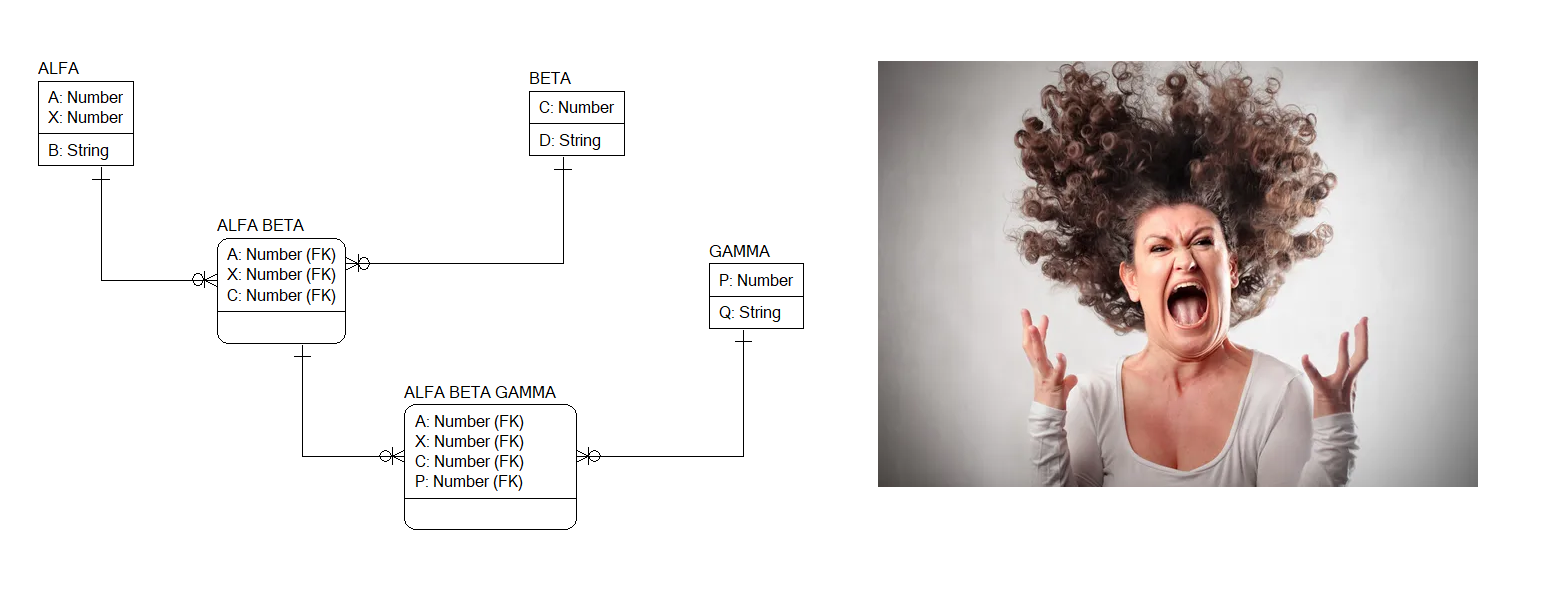 ALFA
A: Number
X: Number
B: String
BETA
C: Number
D: String
ALFA BETA
A: Number (FK)
X: Number (FK)
C: Number (FK)
GAMMA
P: Number
Q: String
ALFA BETA GAMMA
A: Number (FK)
X: Number (FK)
C: Number (FK)
P: Number (FK)